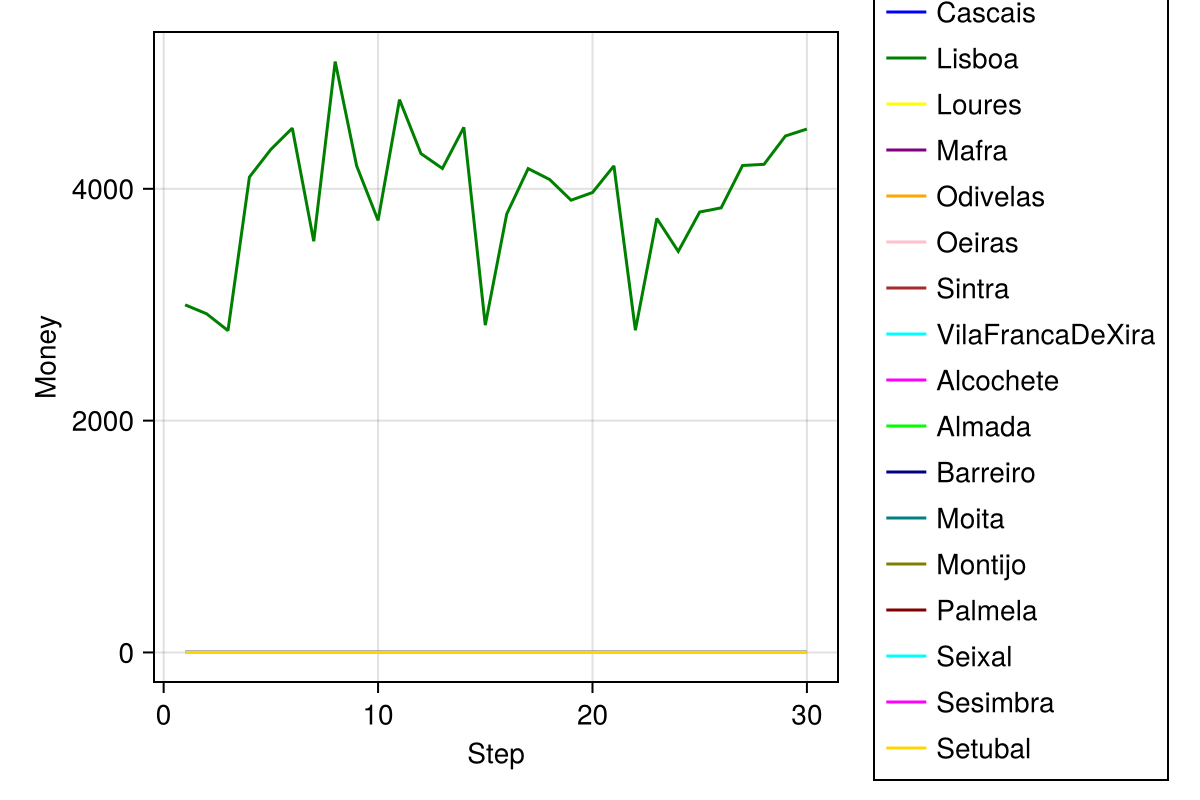 Money
4000
2000
0
0
10
20
30
Step
Cascais
Lisboa
Loures
Mafra
Odivelas
Oeiras
Sintra
VilaFrancaDeXira
Alcochete
Almada
Barreiro
Moita
Montijo
Palmela
Seixal
Sesimbra
Setubal